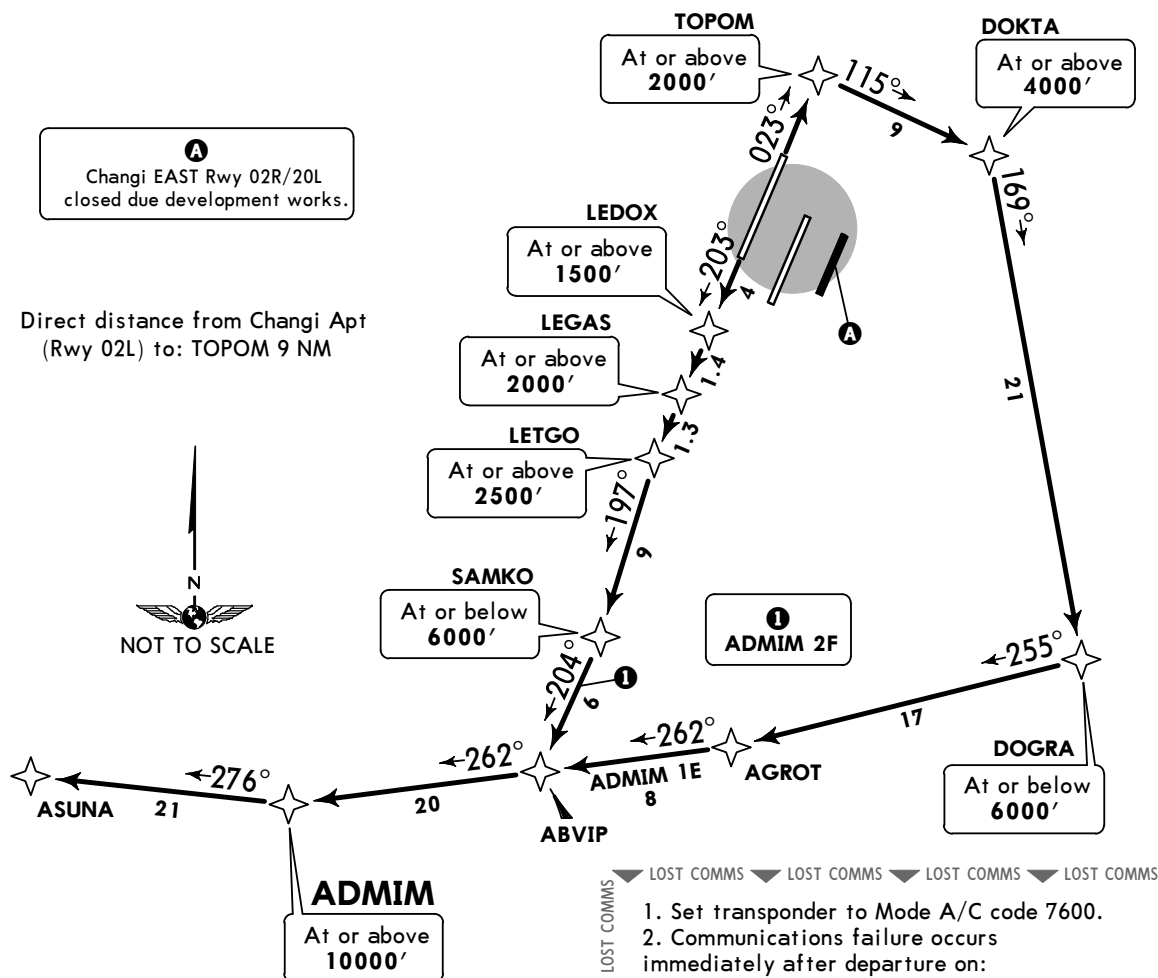 TOPOM
At or above
2000′
DOKTA
At or above
4000′
115°
9
023°
169°
A
Changi EAST Rwy 02R/20L
closed due development works.
LEDOX
At or above
1500′
203°
4
A
Direct distance from Changi Apt
(Rwy 02L) to: TOPOM 9 NM
LEGAS
At or above
2000′
1.4
21
LETGO
At or above
2500′
1.3
197°
9
N
NOT TO SCALE
SAMKO
At or below
6000′
1
ADMIM 2F
204°
1
6
255°
17
DOGRA
At or below
6000′
262°
AGROT
ADMIM 1E
8
262°
20
ABVIP
276°
21
ASUNA
ADMIM
At or above
10000′
LOST COMMS LOST COMMS LOST COMMS LOST COMMS
LOST COMMS
1. Set transponder to Mode A/C code 7600.
2. Communications failure occurs
immediately after departure on: